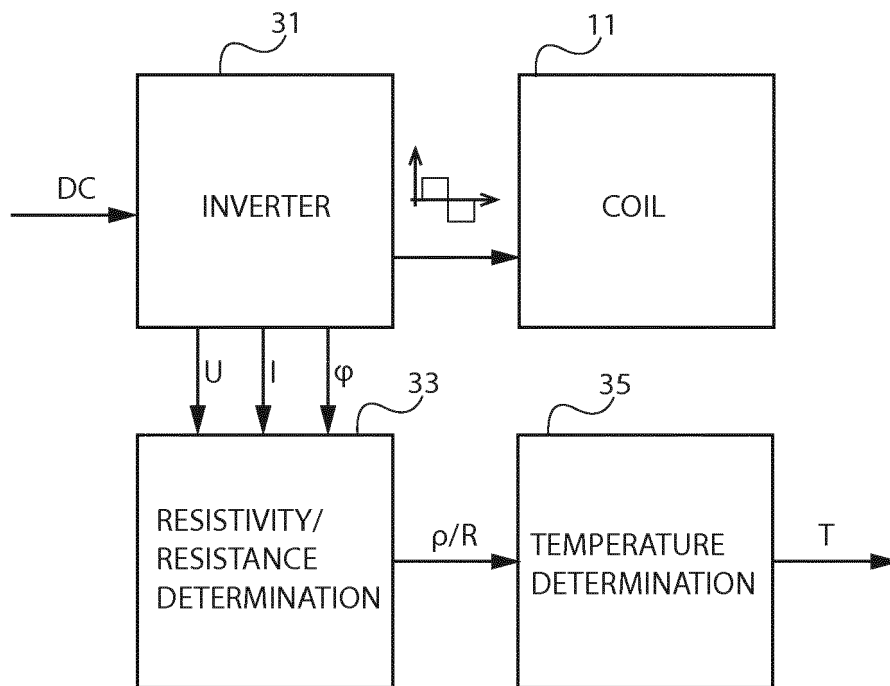 31
11
DC
INVERTER
COIL
U
I
φ
33
35
RESISTIVITY/
RESISTANCE
DETERMINATION
ρ/R
TEMPERATURE
DETERMINATION
T